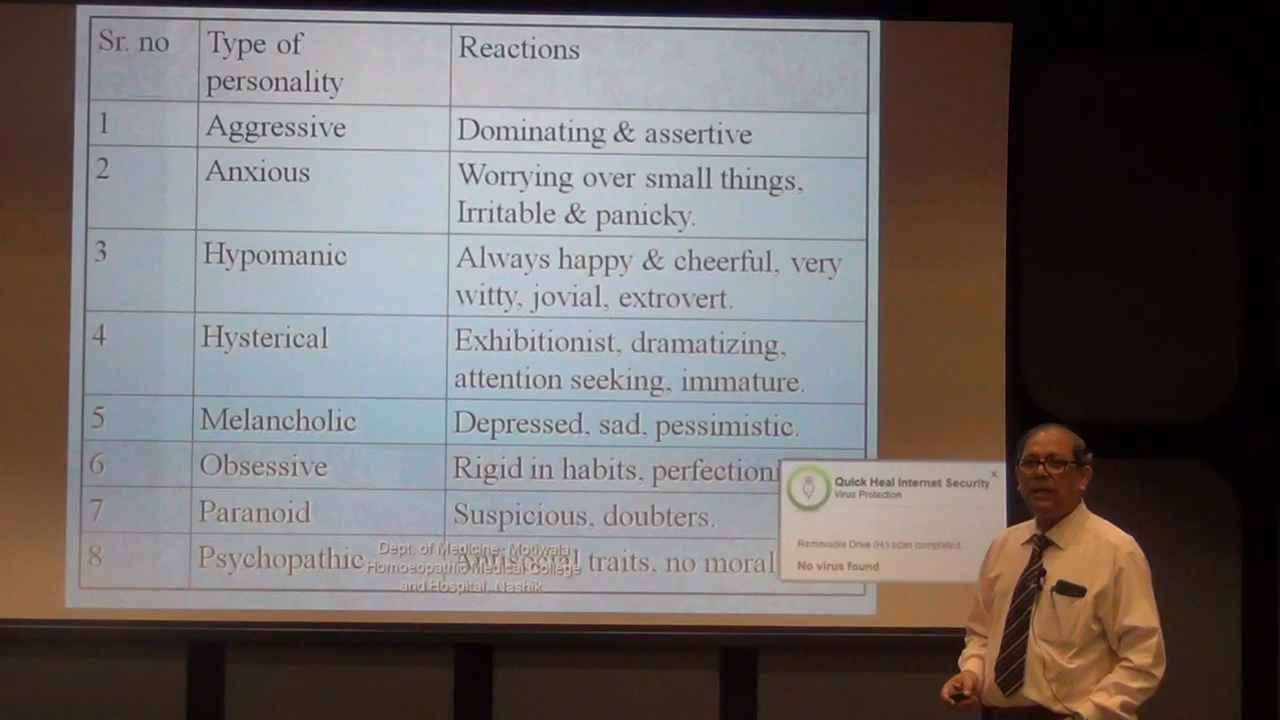 Sr. no Type of Reactions
personality
1 Aggressive Dominating & assertive
2 Anxious Worrying over small things,
Irritable & panicky.
3 Hypomanic Always happy & cheerful, very
witty, jovial, extrovert.
4 Hysterical Exhibitionist, dramatizing,
attention seeking, immature.
5 Melancholic Depressed, sad, pessimistic.
6 Obsessive Rigid in habits,
7 Paranoid Suspicious, doubters.
8 Psychopathic Antisocial traits, no moral
Dept. of Medicine, Motiwala
Homoeopathic Medical College
and Hospital, Nashik
Quick Heal Internet Security x
Virus Protection
Removable Drive (H:) scan completed.
No virus found